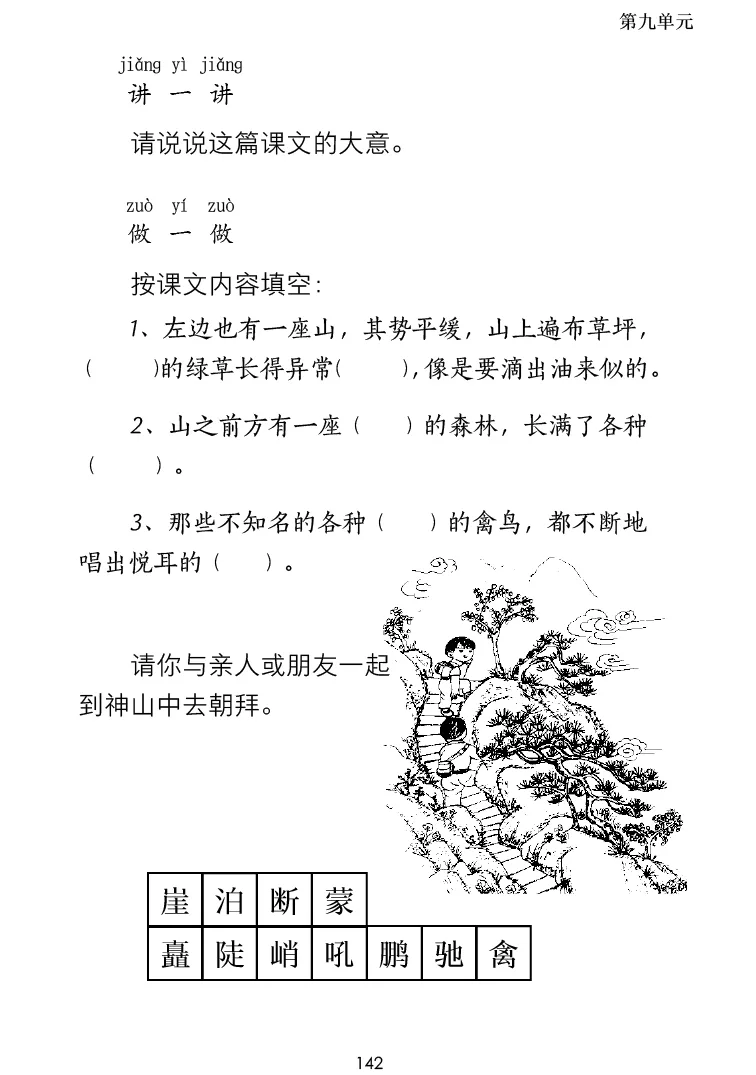 第九单元
jiǎng yì jiǎng
讲 一 讲
请说说这篇课文的大意。
zuò yí zuò
做 一 做
按课文内容填空：
1、左边也有一座山，其势平缓，山上遍布草坪，
（　　）的绿草长得异常（　　），像是要滴出油来似的。
2、山之前方有一座（　　）的森林，长满了各种
（　　）。
3、那些不知名的各种（　　）的禽鸟，都不断地
唱出悦耳的（　　）。
请你与亲人或朋友一起
到神山中去朝拜。
崖 泊 断 蒙
矗 陡 峭 吼 鹏 驰 禽
142